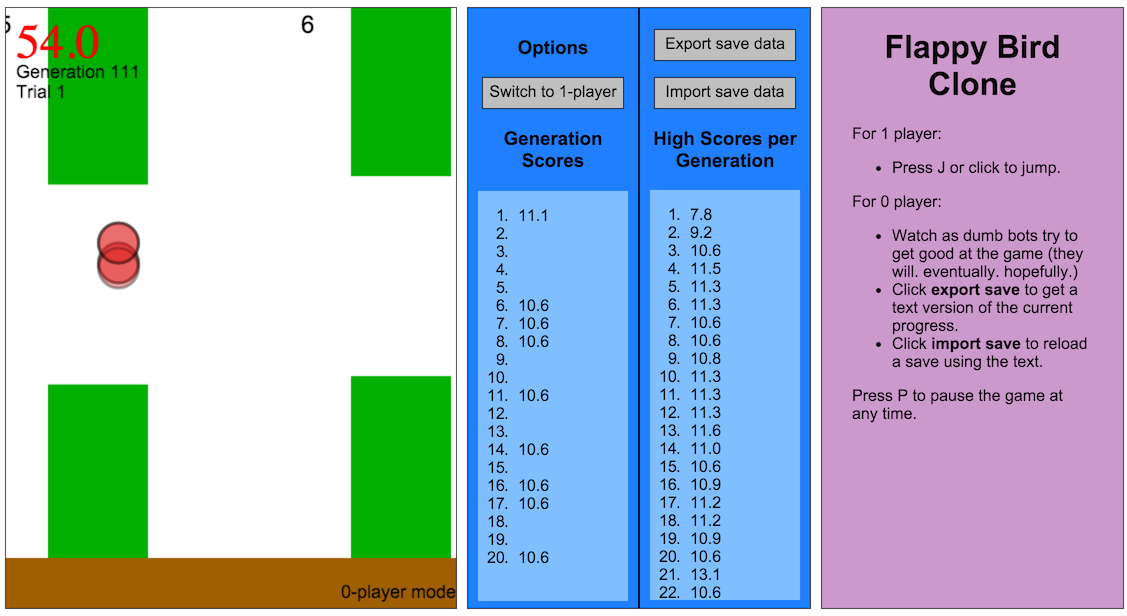 5
6
54.0
Generation 111
Trial 1
0-player mode
Options
Switch to 1-player
Generation
Scores
1. 11.1
2.
3.
4.
5.
6. 10.6
7. 10.6
8. 10.6
9.
10.
11. 10.6
12.
13.
14. 10.6
15.
16. 10.6
17. 10.6
18.
19.
20. 10.6
Export save data
Import save data
High Scores per
Generation
1. 7.8
2. 9.2
3. 10.6
4. 11.5
5. 11.3
6. 11.3
7. 10.6
8. 10.6
9. 10.8
10. 11.3
11. 11.3
12. 11.3
13. 11.6
14. 11.0
15. 10.6
16. 10.9
17. 11.2
18. 11.2
19. 10.9
20. 10.6
21. 13.1
22. 10.6
Flappy Bird
Clone
For 1 player:
• Press J or click to jump.
For 0 player:
• Watch as dumb bots try to
get good at the game (they
will. eventually. hopefully.)
• Click export save to get a
text version of the current
progress.
• Click import save to reload
a save using the text.
Press P to pause the game at
any time.